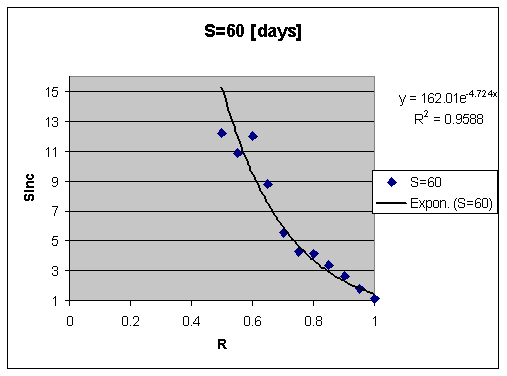 S=60 [days]
y = 162.01e^-4.724x
R² = 0.9588
15
13
11
9
7
5
3
1
SInc
0
0.2
0.4
0.6
0.8
1
R
S=60
Expon. (S=60)